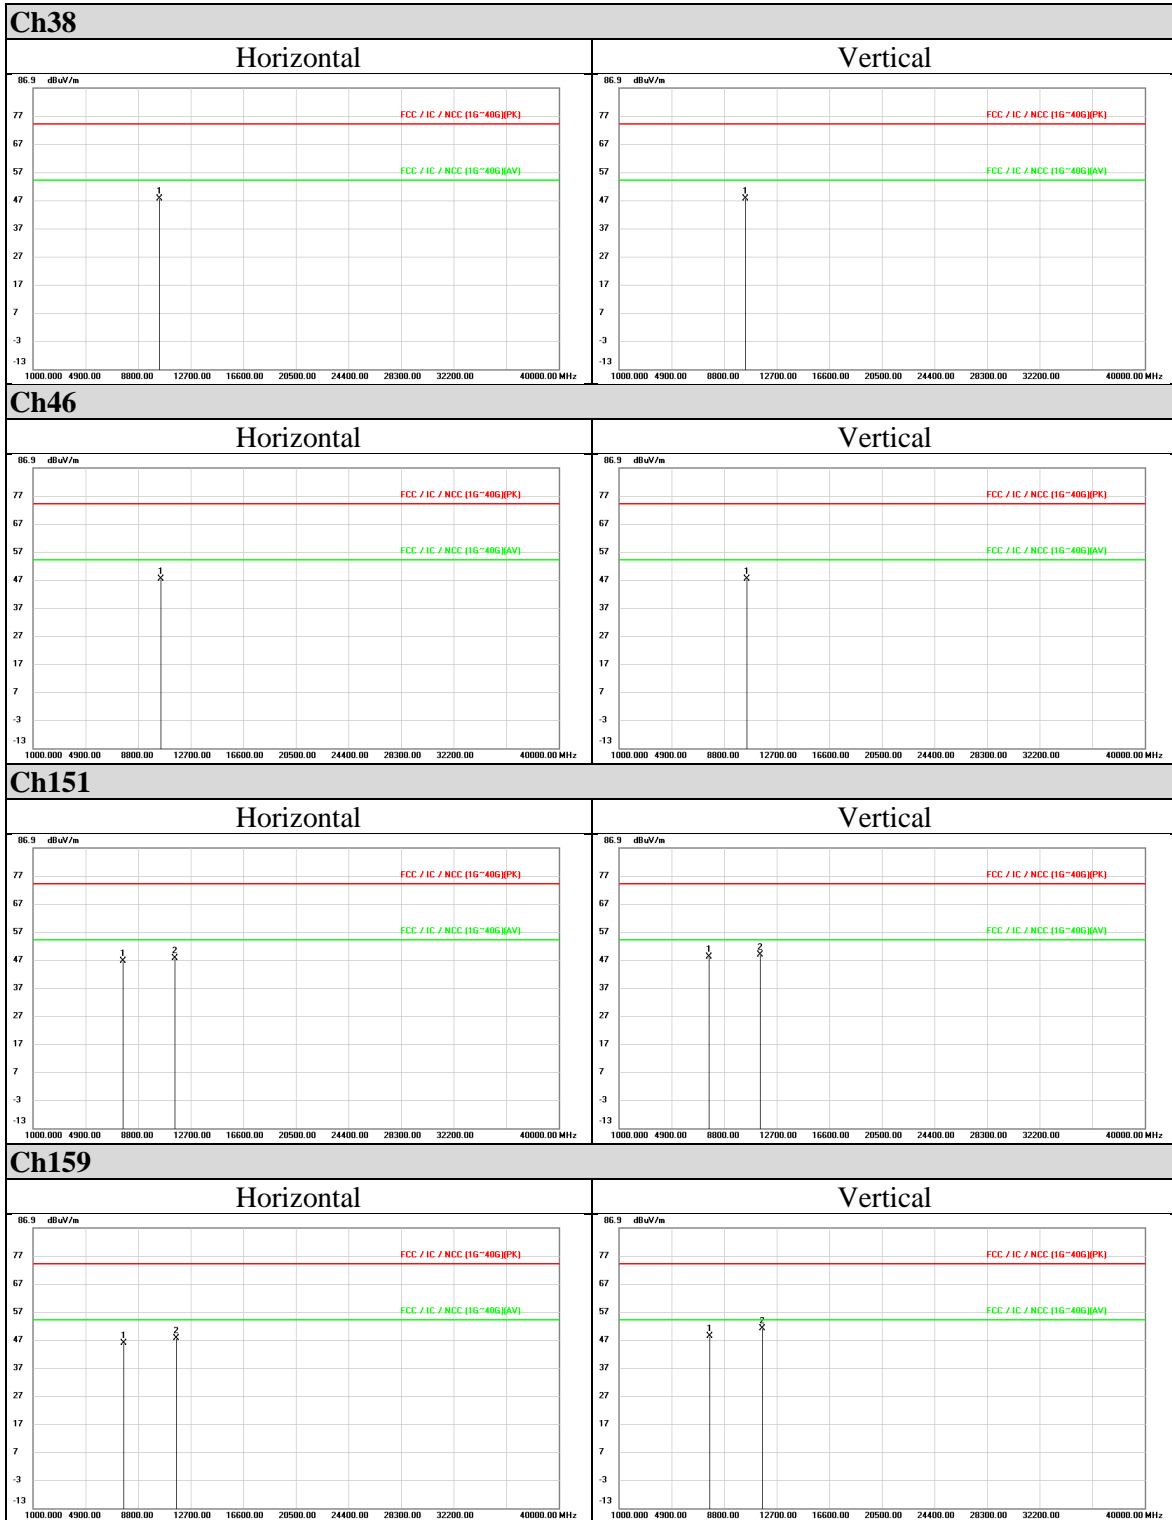 Ch38
Horizontal Vertical
86.9 dBuV/m 86.9 dBuV/m
77 FCC / IC / NCC (1G~40G)(PK) 77 FCC / IC / NCC (1G~40G)(PK)
67 67
57 FCC / IC / NCC (1G~40G)(AV) 57 FCC / IC / NCC (1G~40G)(AV)
1 1
47 47
37 37
27 27
17 17
7 7
-3 -3
-13 -13
1000.000 4900.00 8800.00 12700.00 16600.00 20500.00 24400.00 28300.00 32200.00 40000.00 MHz 1000.000 4900.00 8800.00 12700.00 16600.00 20500.00 24400.00 28300.00 32200.00 40000.00 MHz
Ch46
Horizontal Vertical
86.9 dBuV/m 86.9 dBuV/m
77 FCC / IC / NCC (1G~40G)(PK) 77 FCC / IC / NCC (1G~40G)(PK)
67 67
57 FCC / IC / NCC (1G~40G)(AV) 57 FCC / IC / NCC (1G~40G)(AV)
1 1
47 47
37 37
27 27
17 17
7 7
-3 -3
-13 -13
1000.000 4900.00 8800.00 12700.00 16600.00 20500.00 24400.00 28300.00 32200.00 40000.00 MHz 1000.000 4900.00 8800.00 12700.00 16600.00 20500.00 24400.00 28300.00 32200.00 40000.00 MHz
Ch151
Horizontal Vertical
86.9 dBuV/m 86.9 dBuV/m
77 FCC / IC / NCC (1G~40G)(PK) 77 FCC / IC / NCC (1G~40G)(PK)
67 67
57 FCC / IC / NCC (1G~40G)(AV) 57 FCC / IC / NCC (1G~40G)(AV)
1 2 1 2
47 47
37 37
27 27
17 17
7 7
-3 -3
-13 -13
1000.000 4900.00 8800.00 12700.00 16600.00 20500.00 24400.00 28300.00 32200.00 40000.00 MHz 1000.000 4900.00 8800.00 12700.00 16600.00 20500.00 24400.00 28300.00 32200.00 40000.00 MHz
Ch159
Horizontal Vertical
86.9 dBuV/m 86.9 dBuV/m
77 FCC / IC / NCC (1G~40G)(PK) 77 FCC / IC / NCC (1G~40G)(PK)
67 67
57 FCC / IC / NCC (1G~40G)(AV) 57 FCC / IC / NCC (1G~40G)(AV)
1 2 1 2
47 47
37 37
27 27
17 17
7 7
-3 -3
-13 -13
1000.000 4900.00 8800.00 12700.00 16600.00 20500.00 24400.00 28300.00 32200.00 40000.00 MHz 1000.000 4900.00 8800.00 12700.00 16600.00 20500.00 24400.00 28300.00 32200.00 40000.00 MHz